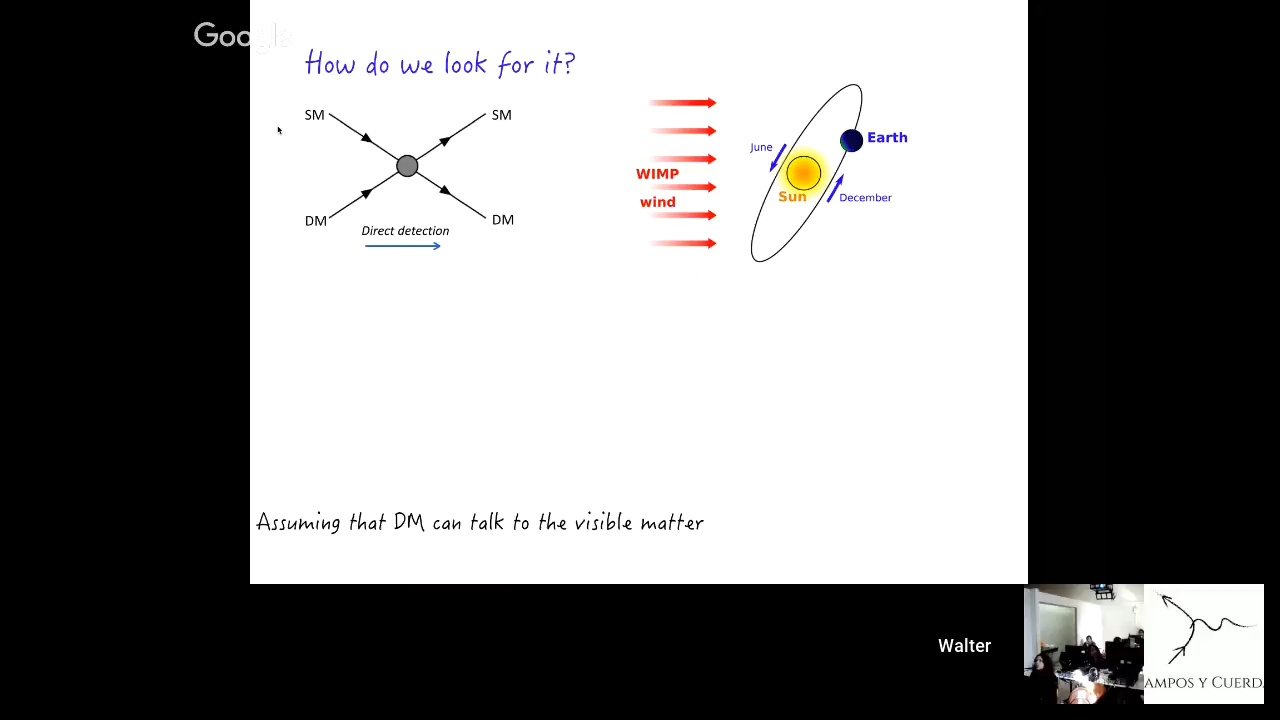 Google
How do we look for it?
SM
SM
DM
DM
Direct detection
WIMP
wind
June
Sun
Earth
December
Assuming that DM can talk to the visible matter
Walter
AMPOS Y CUERD